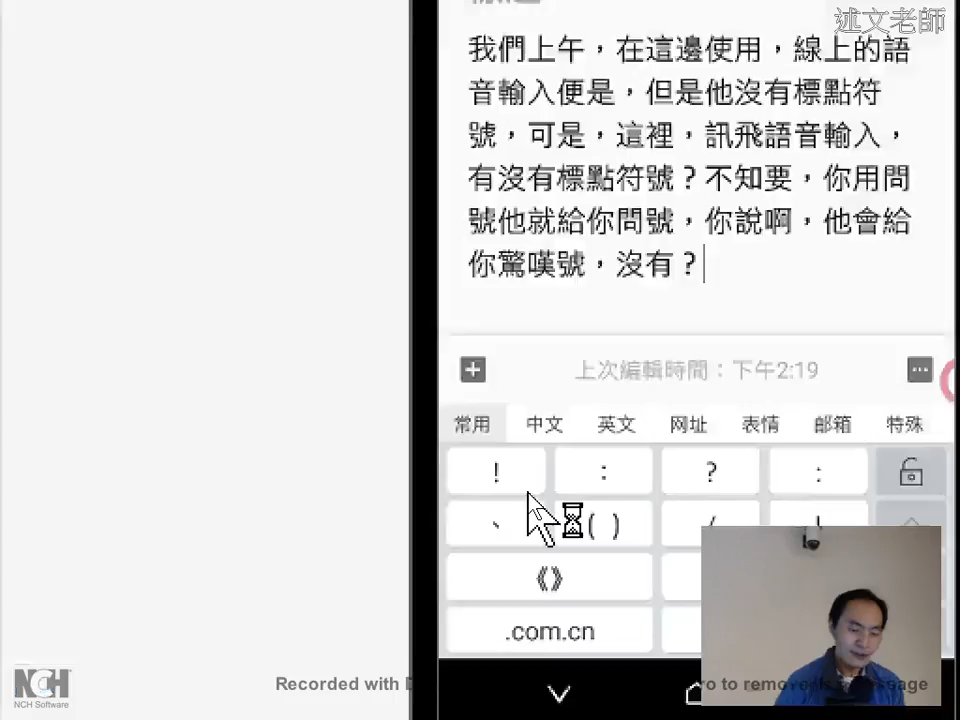 述文老師
我們上午，在這邊使用，線上的語
音輸入便是，但是他沒有標點符
號，可是，這裡，訊飛語音輸入，
有沒有標點符號？不知要，你用問
號他就給你問號，你說啊，他會給
你驚嘆號，沒有？
上次編輯時間：下午2:19
常用 中文 英文 网址 表情 邮箱 特殊
! : ? :
、 ( ) /
《》
.com.cn
NCH
NCH Software
Recorded with
ro to remove